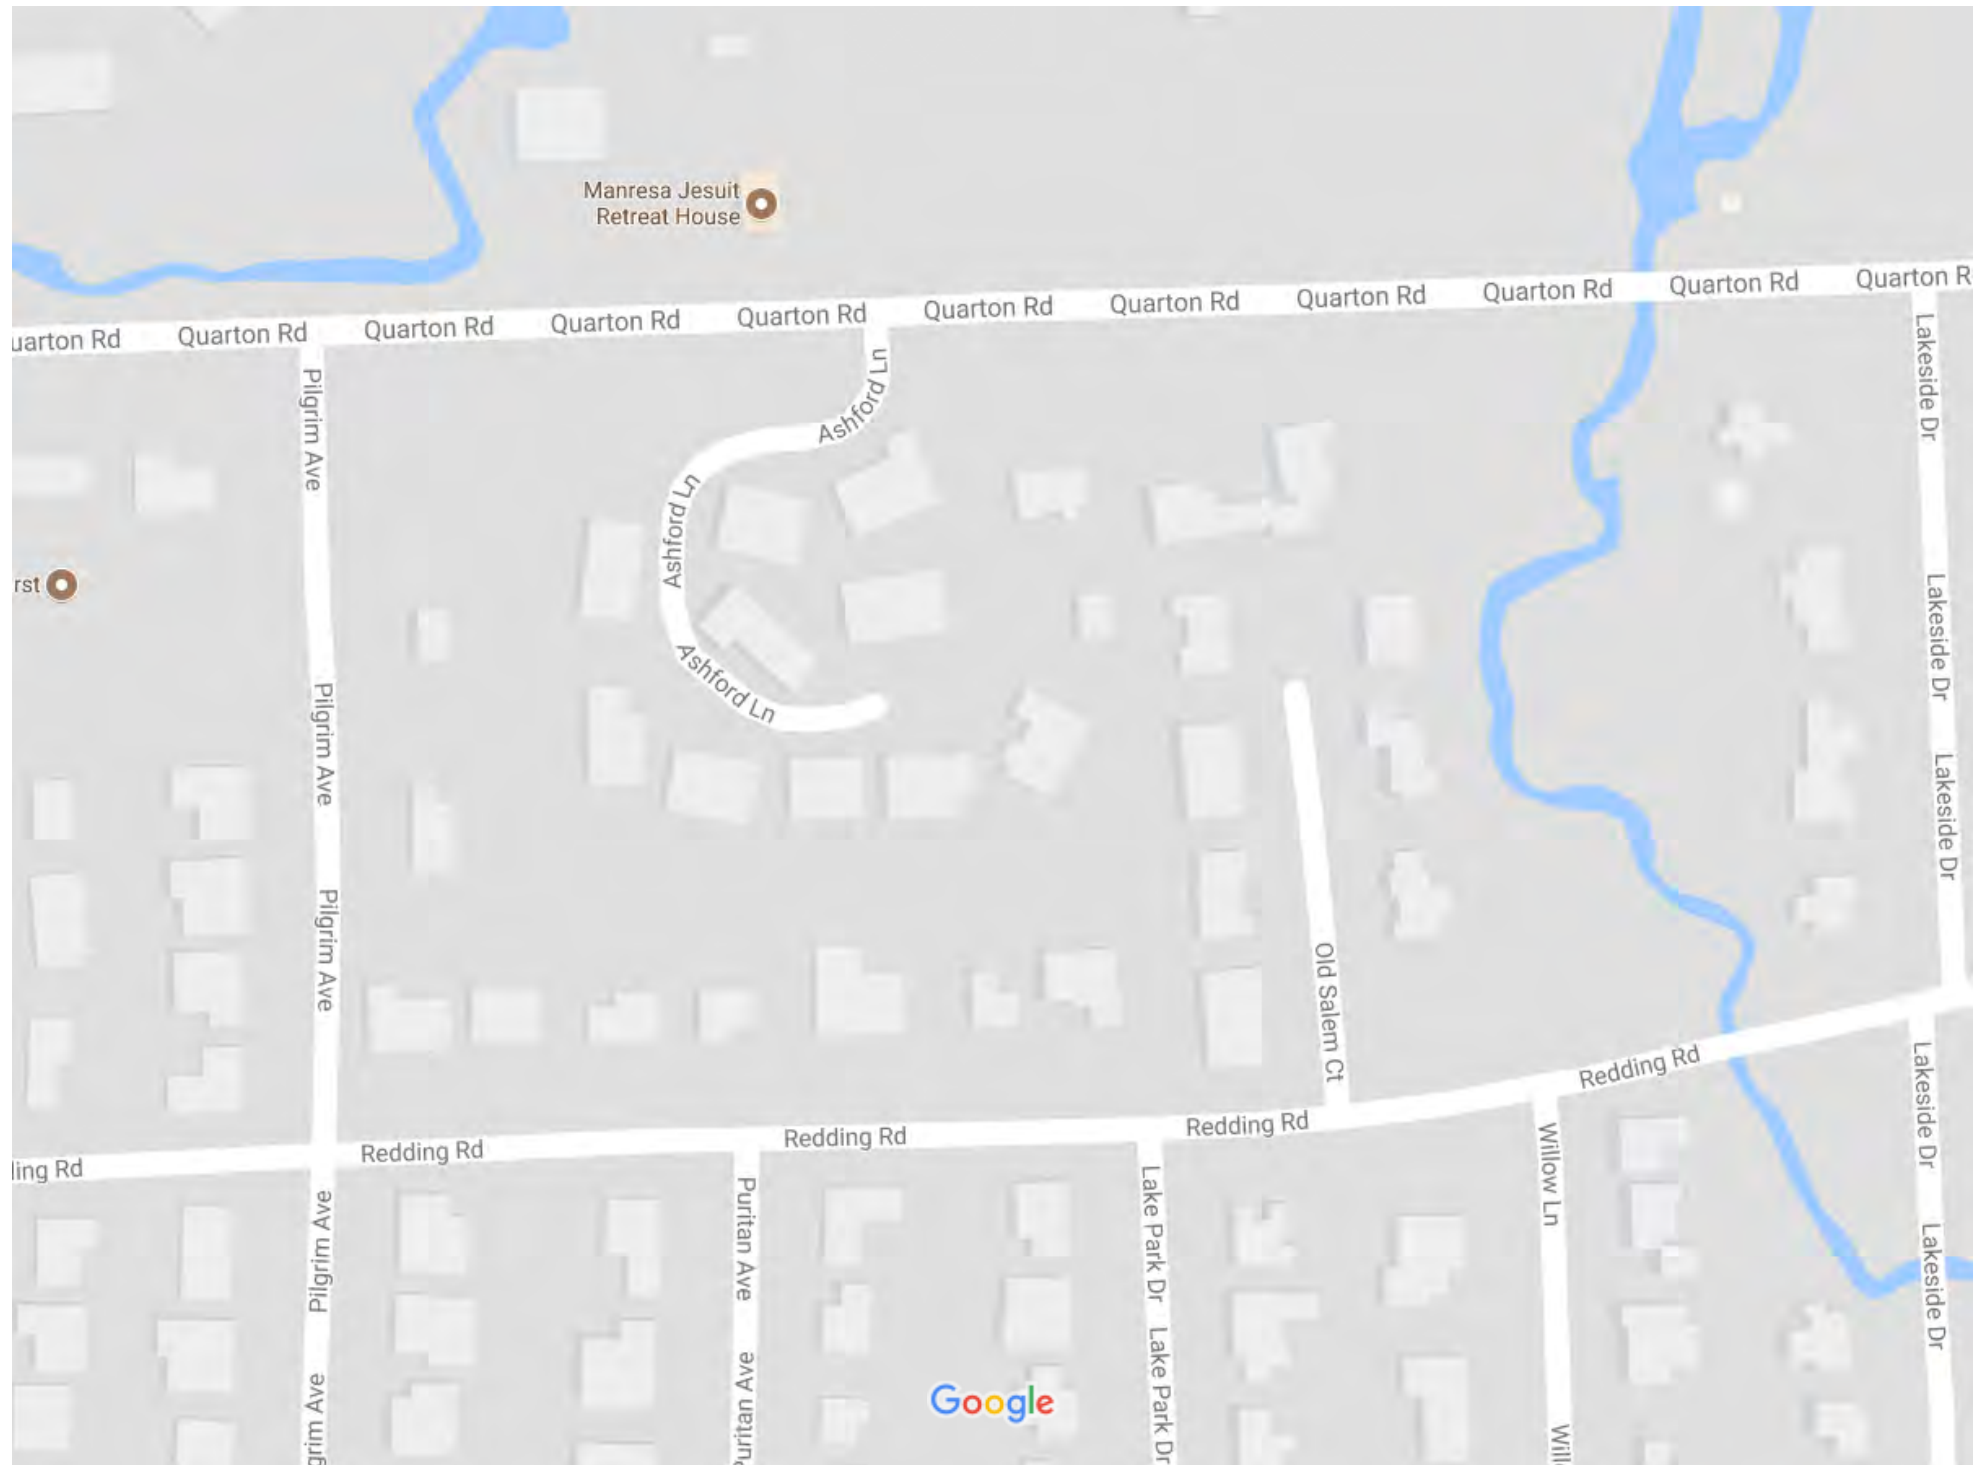 Manresa Jesuit
Retreat House
Quarton R
Quarton Rd
Quarton Rd
Quarton Rd
Quarton Rd
Quarton Rd
Quarton Rd
Quarton Rd
Quarton Rd
Quarton Rd
uarton Rd
Pilgrim Ave
Ashford Ln
Lakeside Dr
Ashford Ln
rst
Lakeside Dr
Ashford Ln
Pilgrim Ave
Lakeside Dr
Pilgrim Ave
Old Salem Ct
Redding Rd
Redding Rd
Redding Rd
Redding Rd
ding Rd
Lakeside Dr
Willow Ln
Lake Park Dr
Puritan Ave
Pilgrim Ave
Lakeside Dr
Lake Park Dr
Puritan Ave
grim Ave
Will
Google